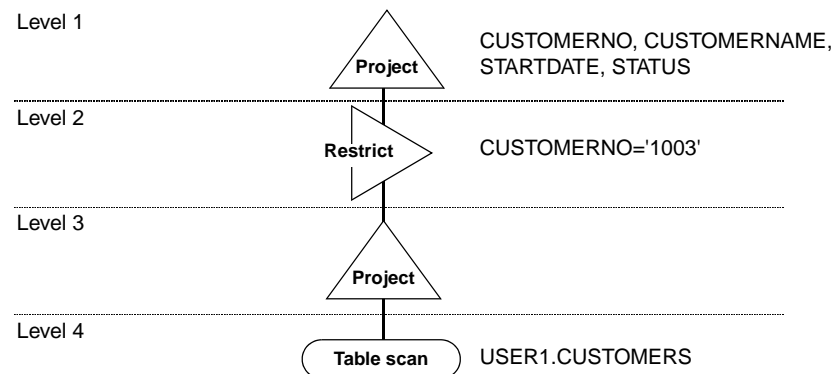 Level 1
CUSTOMERNO, CUSTOMERNAME,
STARTDATE, STATUS
Project
Level 2
Restrict
CUSTOMERNO='1003'
Level 3
Project
Level 4
Table scan
USER1.CUSTOMERS